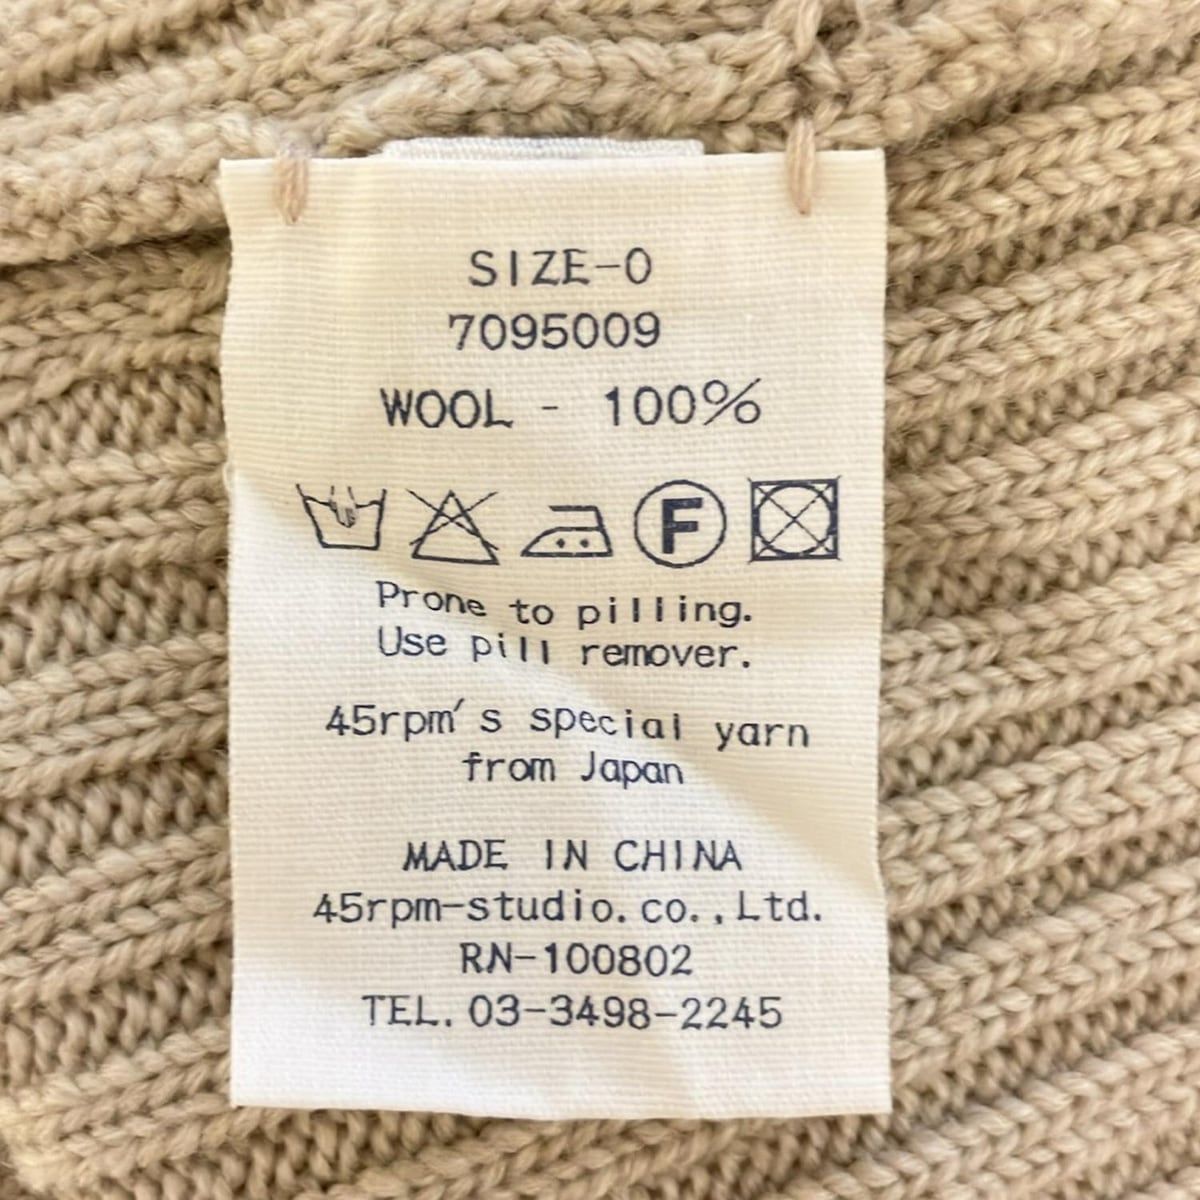 SIZE-0
7095009
WOOL - 100%
F
Prone to pilling.
Use pill remover.
45rpm's special yarn
from Japan
MADE IN CHINA
45rpm-studio.co.,Ltd.
RN-100802
TEL.03-3498-2245